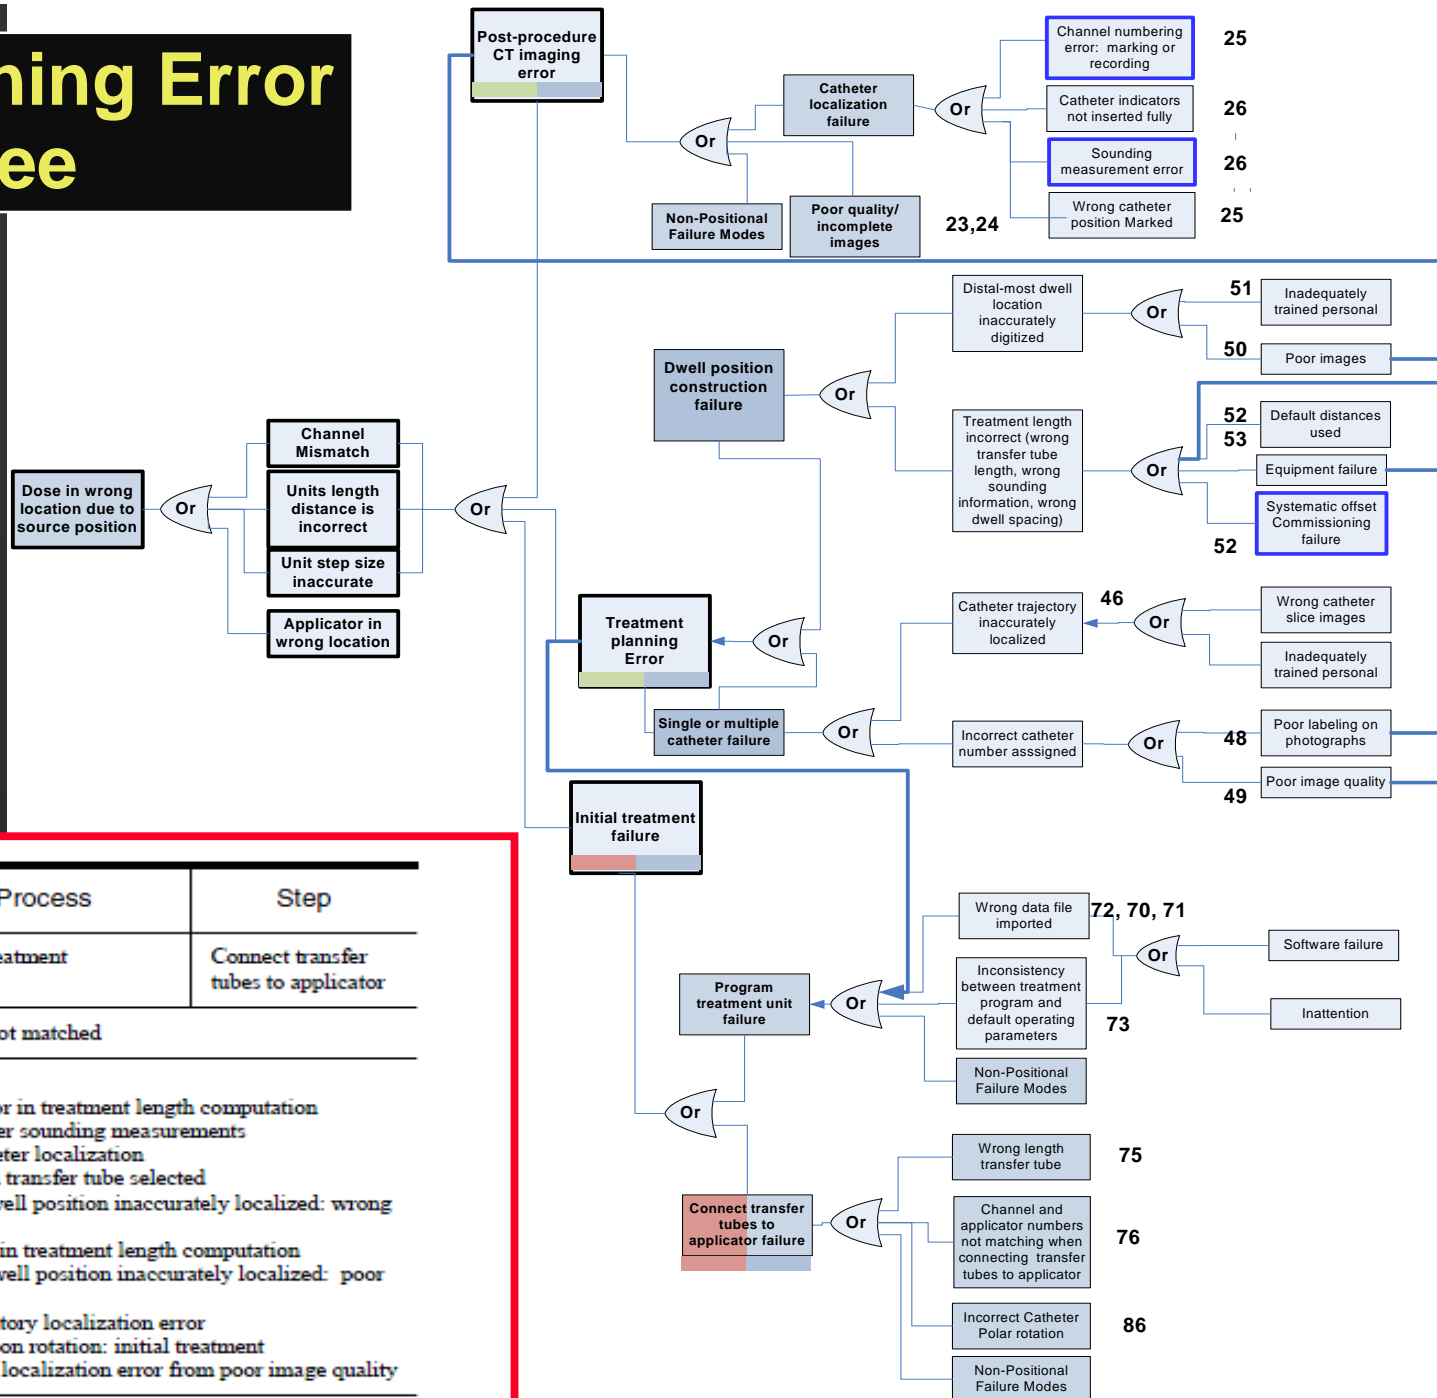 ning Error
ee
Post-procedure
CT imaging
error
Catheter
localization
failure
Or
Or
Non-Positional
Failure Modes
Poor quality/
incomplete
images
23,24
Channel numbering
error: marking or
recording
25
Catheter indicators
not inserted fully
26
Sounding
measurement error
26
Wrong catheter
position Marked
25
Distal-most dwell
location
inaccurately
digitized
Or
51
Inadequately
trained personal
50
Poor images
Dwell position
construction
failure
Or
Treatment length
incorrect (wrong
transfer tube
length, wrong
sounding
information, wrong
dwell spacing)
Or
52
53
Default distances
used
Equipment failure
Systematic offset
Commissioning
failure
52
Dose in wrong
location due to
source position
Or
Channel
Mismatch
Units length
distance is
incorrect
Unit step size
inaccurate
Applicator in
wrong location
Or
Treatment
planning
Error
Or
Single or multiple
catheter failure
Or
Catheter trajectory
inaccurately
localized
46
Or
Wrong catheter
slice images
Inadequately
trained personal
Incorrect catheter
number asssigned
Or
48
Poor labeling on
photographs
Poor image quality
49
Initial treatment
failure
Program
treatment unit
failure
Or
Wrong data file
imported
72, 70, 71
Inconsistency
between treatment
program and
default operating
parameters
73
Or
Software failure
Inattention
Non-Positional
Failure Modes
Or
Connect transfer
tubes to
applicator failure
Or
Wrong length
transfer tube
75
Channel and
applicator numbers
not matching when
connecting transfer
tubes to applicator
76
Incorrect Catheter
Polar rotation
86
Non-Positional
Failure Modes
Process
Step
eatment
Connect transfer
tubes to applicator
ot matched
or in treatment length computation
er sounding measurements
eter localization
transfer tube selected
well position inaccurately localized: wrong
in treatment length computation
well position inaccurately localized: poor
tory localization error
on rotation: initial treatment
localization error from poor image quality